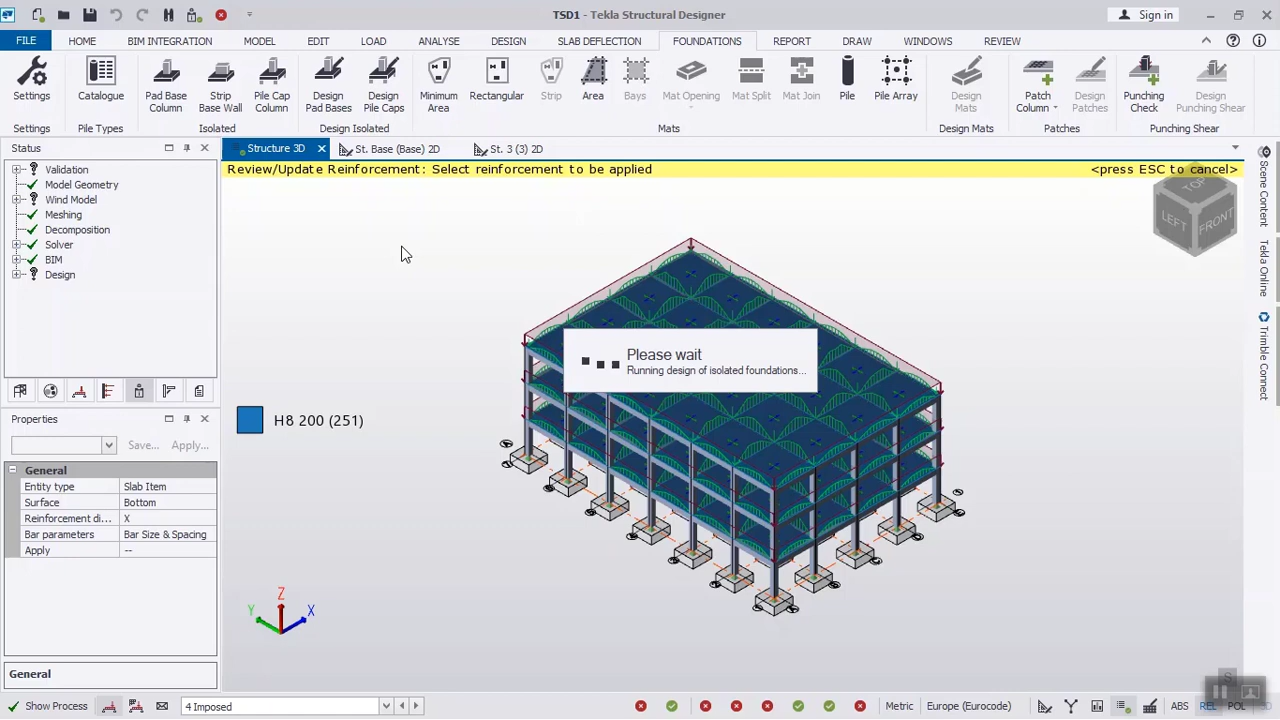 TSD1 - Tekla Structural Designer
Sign in
FILE
HOME
BIM INTEGRATION
MODEL
EDIT
LOAD
ANALYSE
DESIGN
SLAB DEFLECTION
FOUNDATIONS
REPORT
DRAW
WINDOWS
REVIEW
Settings
Catalogue
Pad Base
Column
Strip
Base Wall
Pile Cap
Column
Design
Pad Bases
Design
Pile Caps
Minimum
Area
Rectangular
Strip
Area
Bays
Mat Opening
Mat Split
Mat Join
Pile
Pile Array
Design
Mats
Patch
Column
Design
Patches
Punching
Check
Design
Punching Shear
Settings
Pile Types
Isolated
Design Isolated
Mats
Design Mats
Patches
Punching Shear
Status
Structure 3D
St. Base (Base) 2D
St. 3 (3) 2D
Review/Update Reinforcement: Select reinforcement to be applied
<press ESC to cancel>
Validation
Model Geometry
Wind Model
Meshing
Decomposition
Solver
BIM
Design
TOP
LEFT
FRONT
Scene Content
Tekla Online
Trimble Connect
Please wait
Running design of isolated foundations...
H8 200 (251)
Properties
Save...
Apply...
General
Entity type
Slab Item
Surface
Bottom
Reinforcement di...
X
Bar parameters
Bar Size & Spacing
Apply
--
Z
Y
X
General
Show Process
4 Imposed
Metric
Europe (Eurocode)
ABS
REL
POL